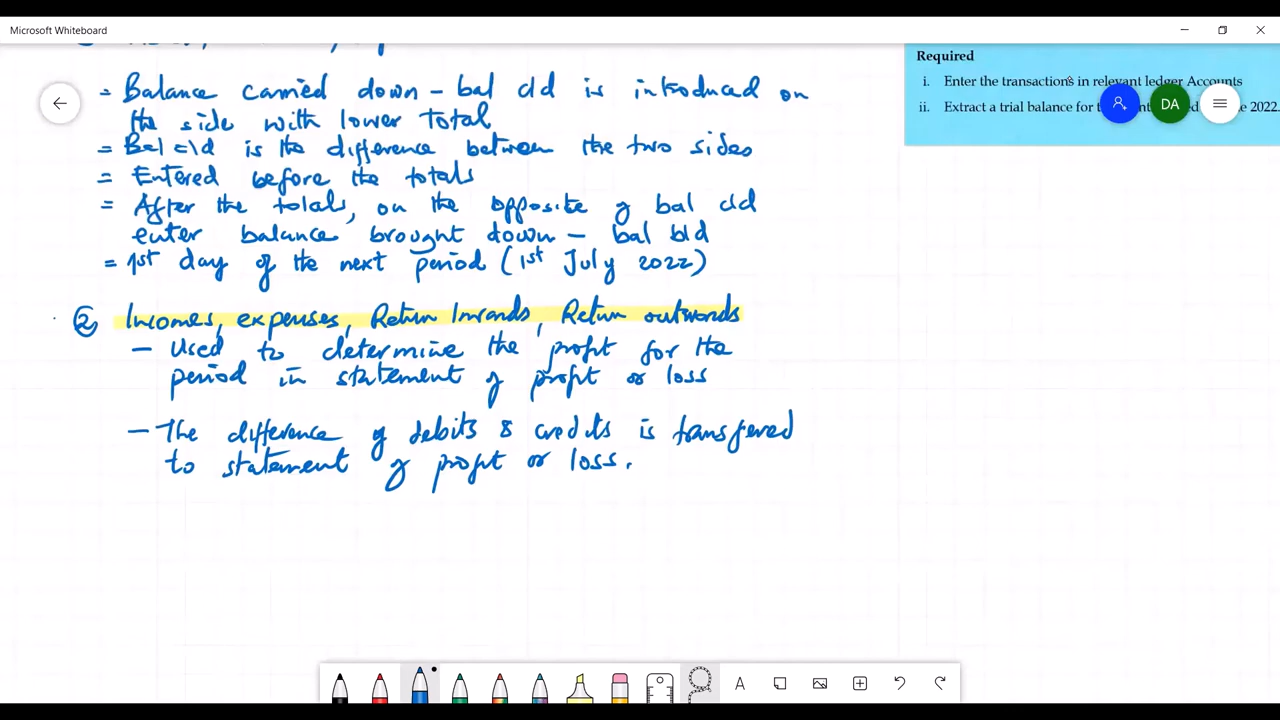 Microsoft Whiteboard
= Balance carried down - bal c/d is introduced on
the side with lower total
= Bal c/d is the difference between the two sides
= Entered before the totals
= After the totals, on the opposite of bal c/d
enter balance brought down - bal b/d
= 1st day of the next period (1st July 2022)
② Incomes, expenses, Return Inwards, Return outwards
- Used to determine the profit for the
period in statement of profit or loss
- The difference of debits & credits is transferred
to statement of profit or loss.
Required
i. Enter the transactions in relevant ledger Accounts
ii. Extract a trial balance for 2022.
DA
A